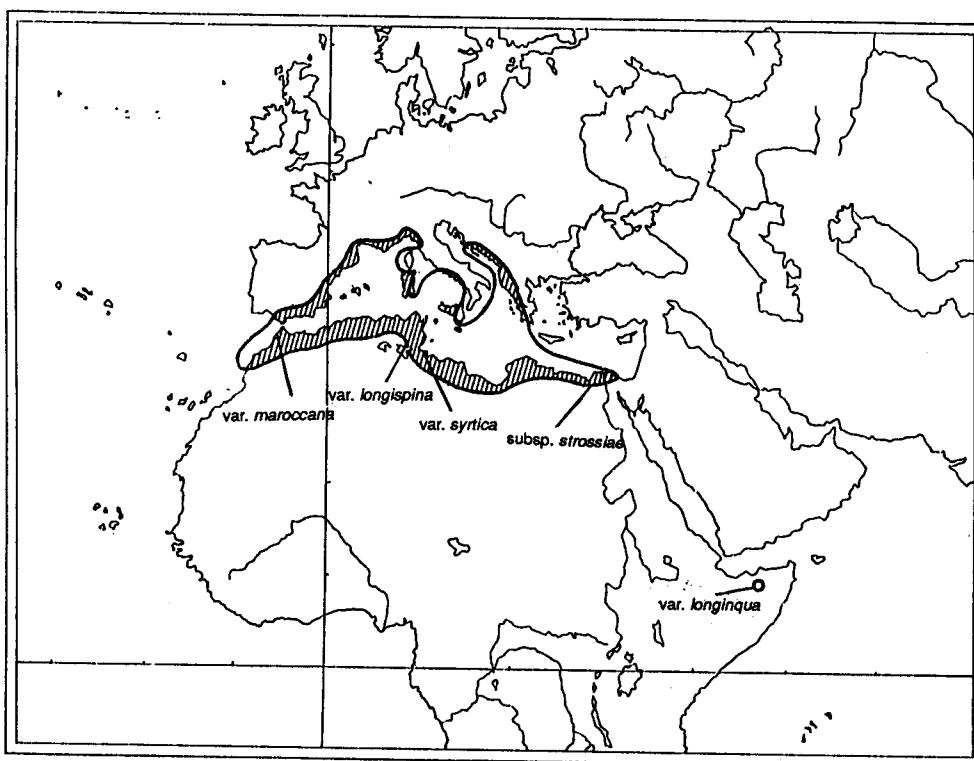 var. maroccana
var. longispina
var. syrtica
subsp. strossiae
var. longinqua